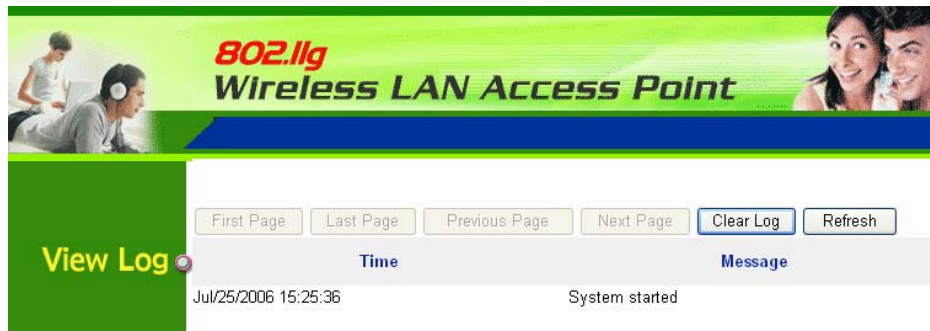 802.11g
Wireless LAN Access Point
First Page Last Page Previous Page Next Page Clear Log Refresh
View Log
Time Message
Jul/25/2006 15:25:36 System started